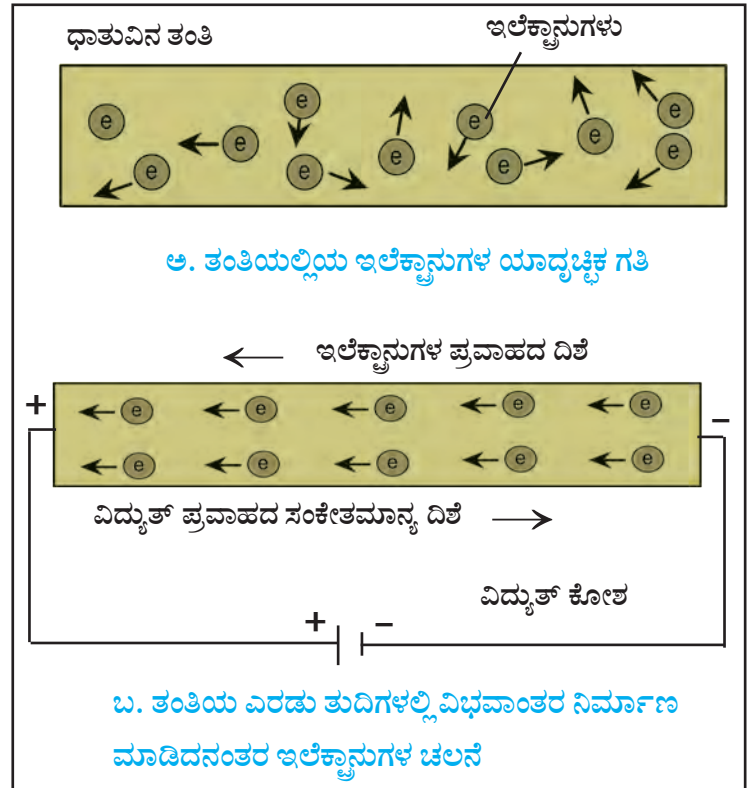 ಧಾತುವಿನ ತಂತಿ
ಇಲೆಕ್ಟ್ರಾನುಗಳು
e e e e e e e e e e e
ಅ. ತಂತಿಯಲ್ಲಿಯ ಇಲೆಕ್ಟ್ರಾನುಗಳ ಯಾದೃಚ್ಛಿಕ ಗತಿ
← ಇಲೆಕ್ಟ್ರಾನುಗಳ ಪ್ರವಾಹದ ದಿಶೆ
+ −
e e e e e
e e e e e
ವಿದ್ಯುತ್ ಪ್ರವಾಹದ ಸಂಕೇತಮಾನ್ಯ ದಿಶೆ →
ವಿದ್ಯುತ್ ಕೋಶ
+ −
ಬ. ತಂತಿಯ ಎರಡು ತುದಿಗಳಲ್ಲಿ ವಿಭವಾಂತರ ನಿರ್ಮಾಣ
ಮಾಡಿದನಂತರ ಇಲೆಕ್ಟ್ರಾನುಗಳ ಚಲನೆ